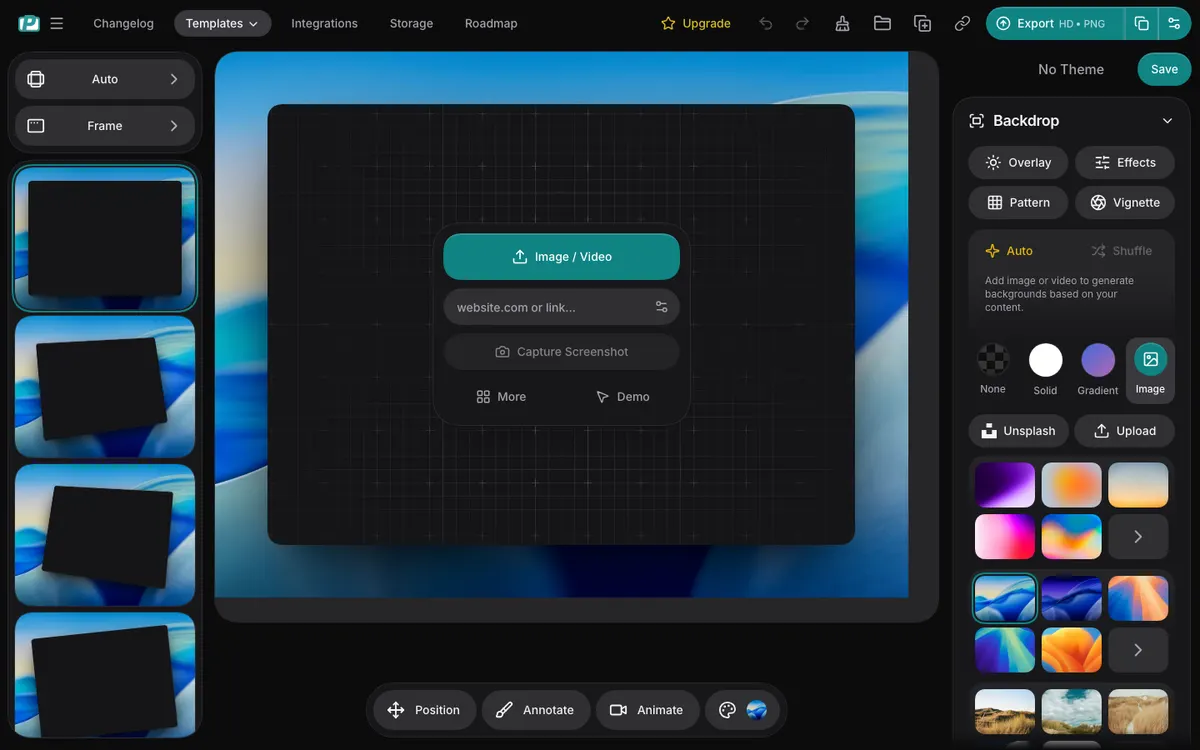 Changelog
Templates
Integrations
Storage
Roadmap
Upgrade
Export HD • PNG
Auto
Frame
No Theme
Save
Image / Video
website.com or link...
Capture Screenshot
More
Demo
Backdrop
Overlay
Effects
Pattern
Vignette
Auto
Shuffle
Add image or video to generate
backgrounds based on your
content.
None
Solid
Gradient
Image
Unsplash
Upload
Position
Annotate
Animate